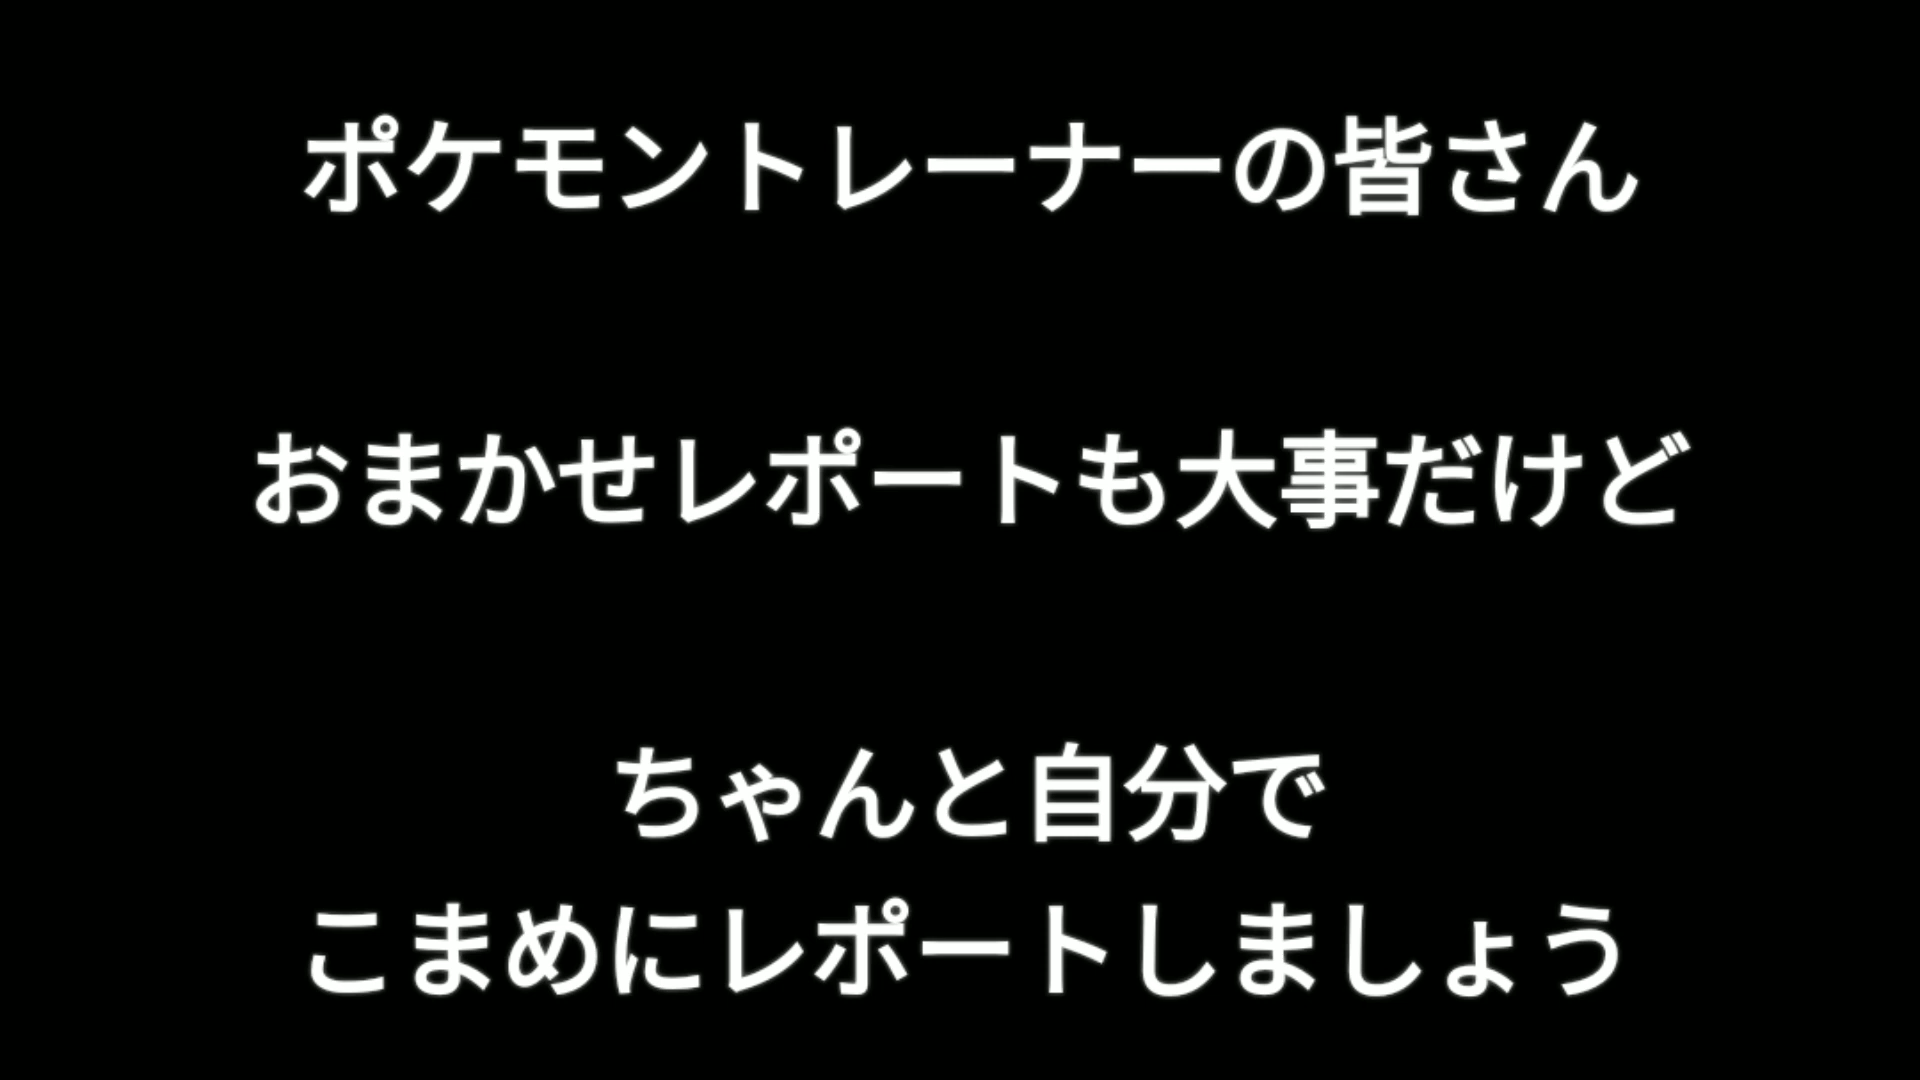 ポケモントレーナーの皆さん
おまかせレポートも大事だけど
ちゃんと自分で
こまめにレポートしましょう